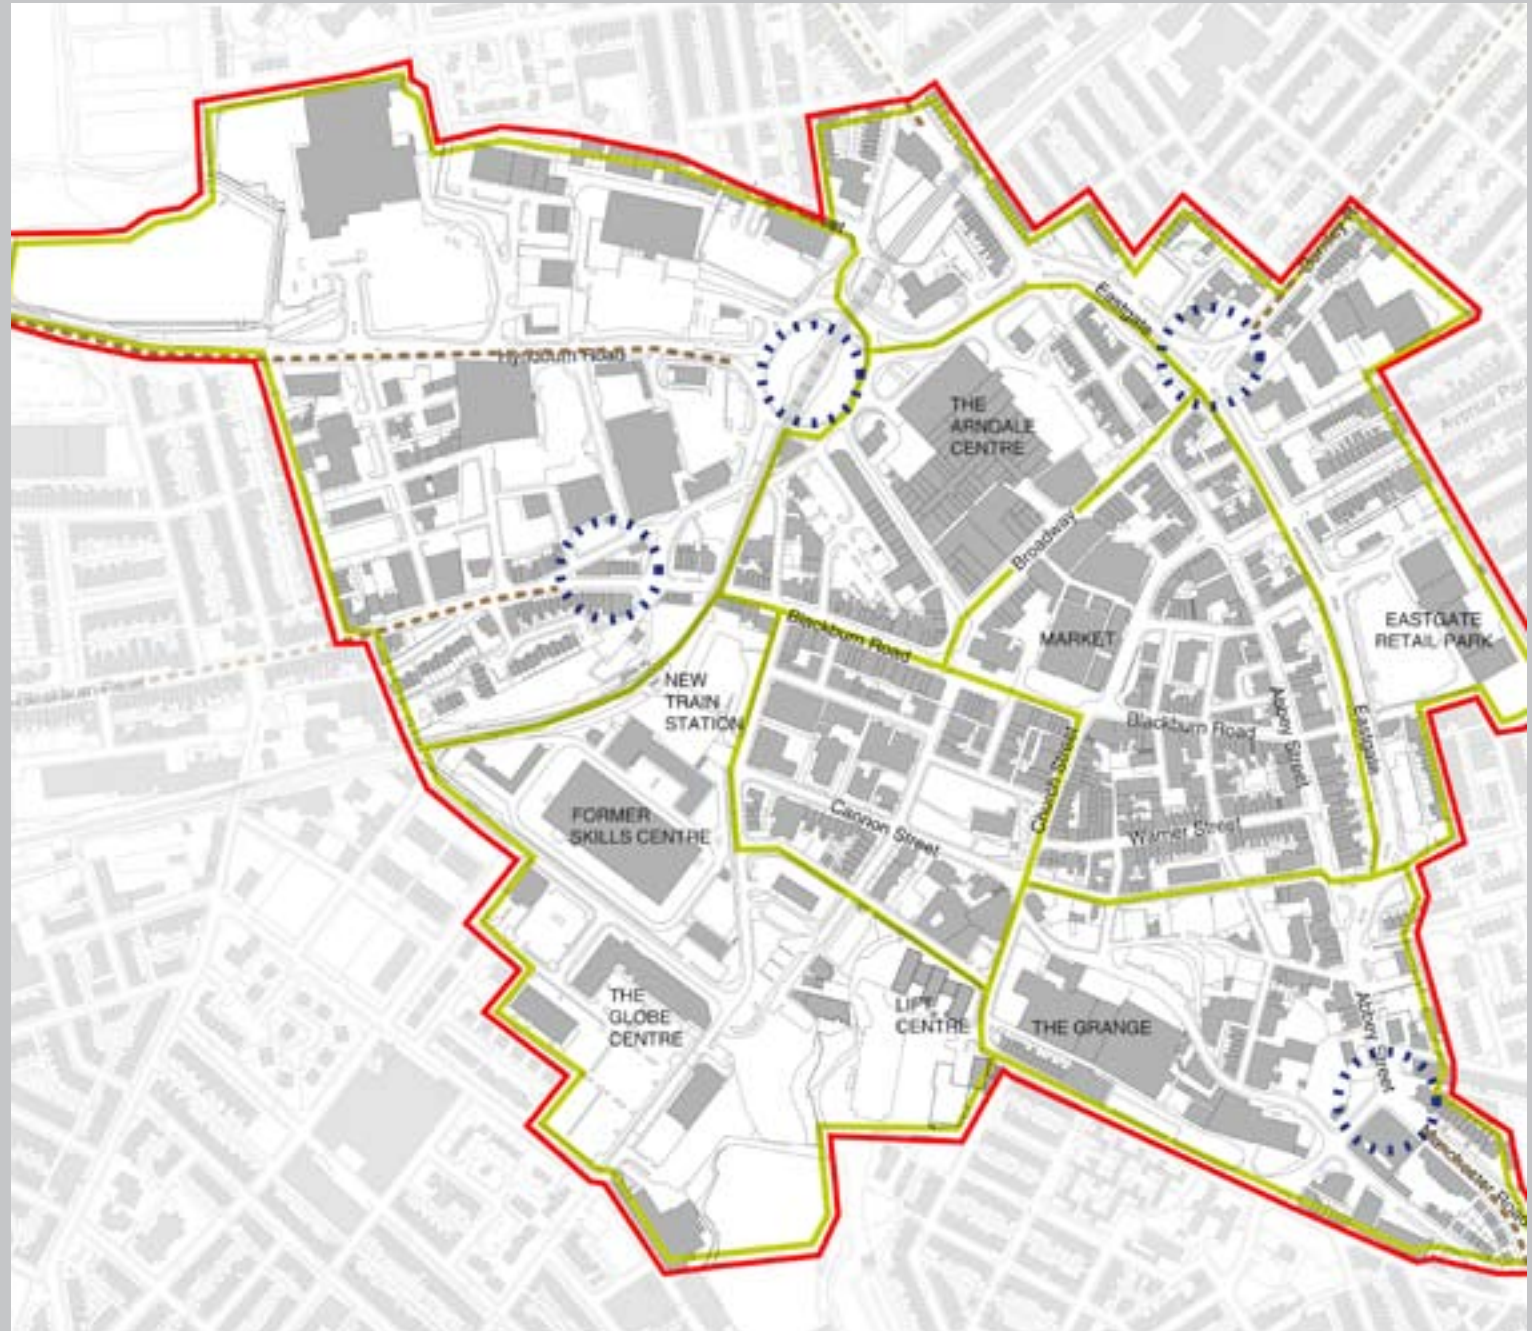 Burnley
Eastgate
Hyndburn Road
THE
ARNDALE
CENTRE
Broadway
EASTGATE
RETAIL PARK
Blackburn Road
MARKET
NEW
TRAIN
STATION
Blackburn Road
Abbey Street
Eastgate
Church Street
FORMER
SKILLS CENTRE
Cannon Street
Warner Street
THE
GLOBE
CENTRE
LIFT
CENTRE
THE GRANGE
Abbey Street
Manchester Road